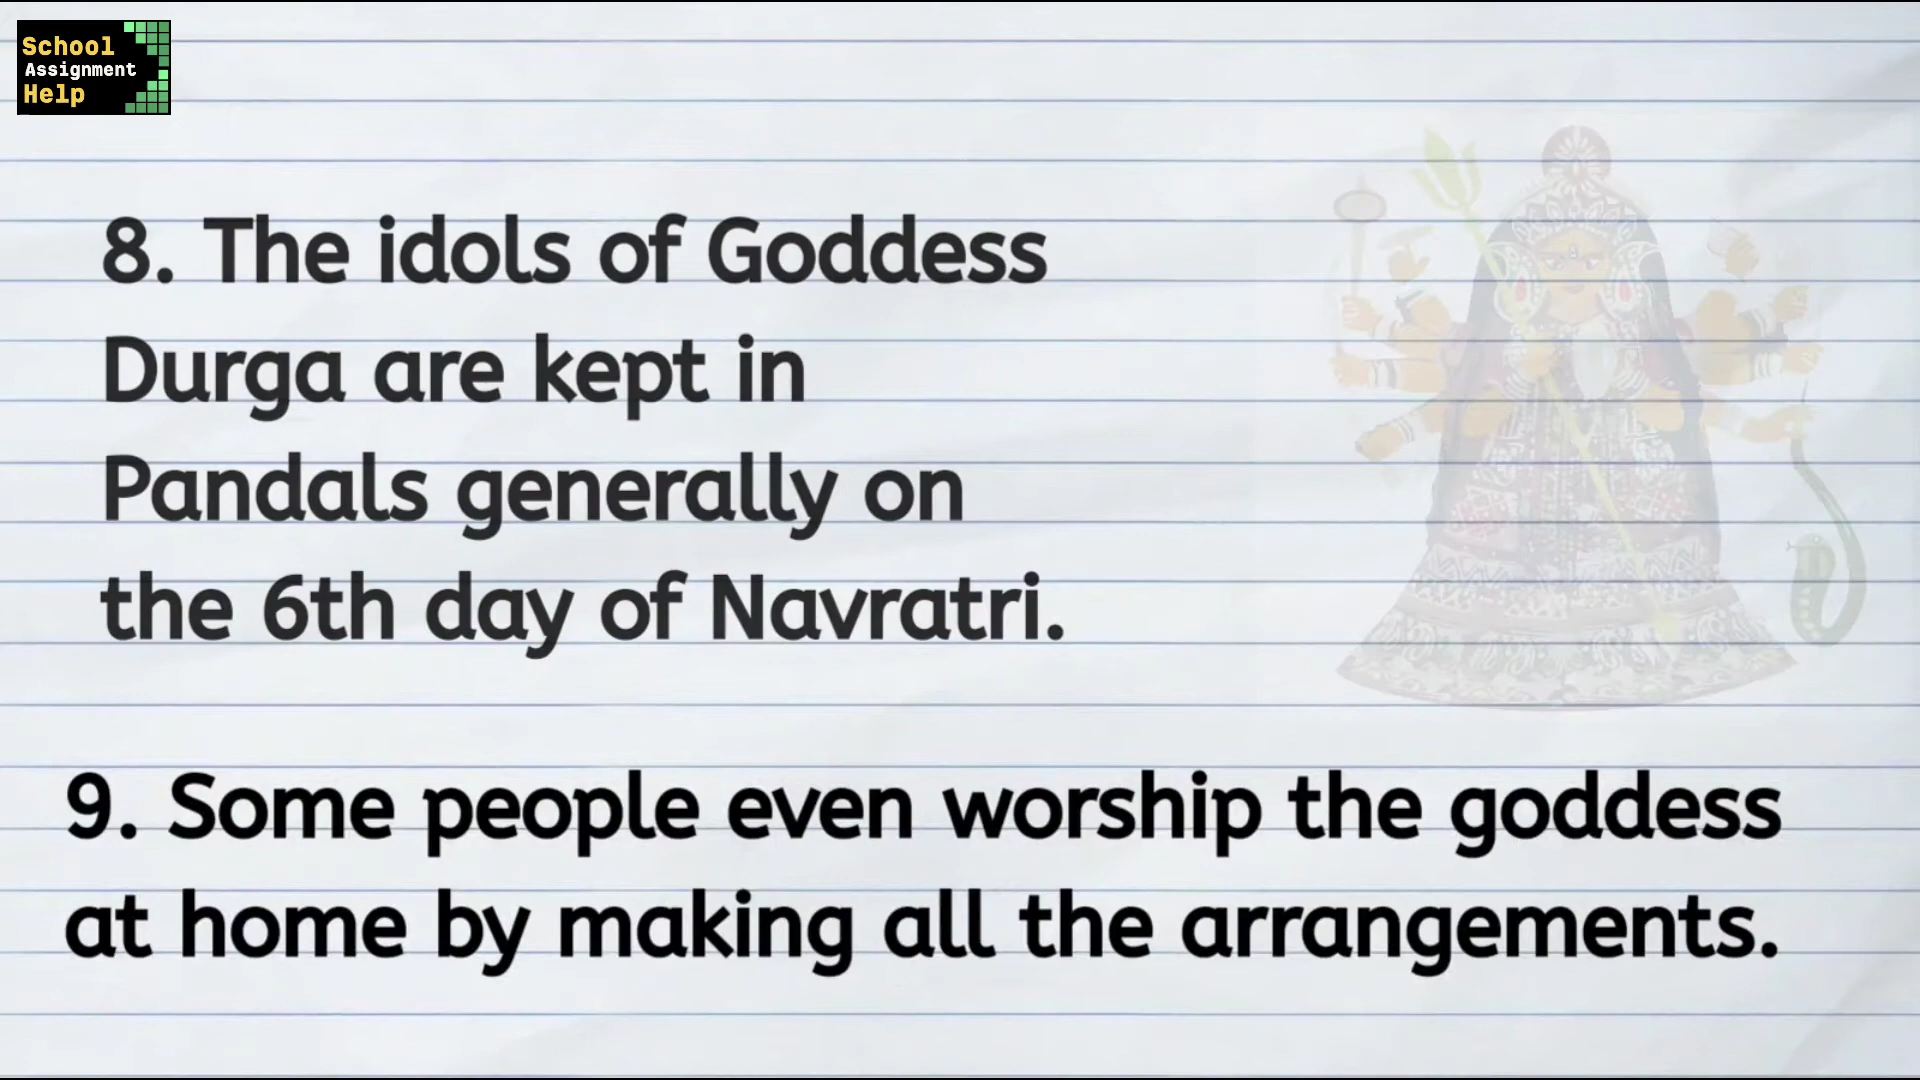 School
Assignment
Help
8. The idols of Goddess
Durga are kept in
Pandals generally on
the 6th day of Navratri.
9. Some people even worship the goddess
at home by making all the arrangements.